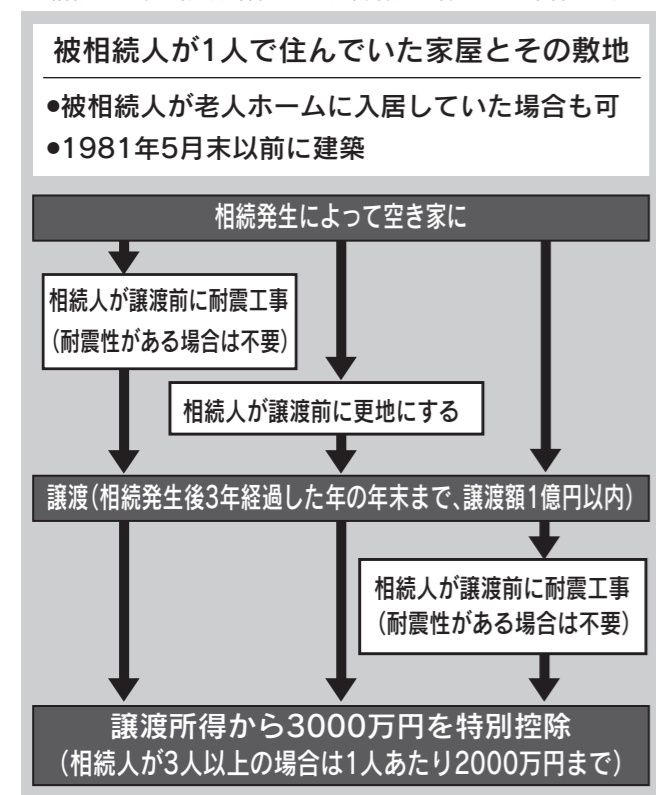 被相続人が1人で住んでいた家屋とその敷地
●被相続人が老人ホームに入居していた場合も可
●1981年5月末以前に建築
相続発生によって空き家に
相続人が譲渡前に耐震工事
(耐震性がある場合は不要)
相続人が譲渡前に更地にする
譲渡(相続発生後3年経過した年の年末まで、譲渡額1億円以内)
相続人が譲渡前に耐震工事
(耐震性がある場合は不要)
譲渡所得から3000万円を特別控除
(相続人が3人以上の場合は1人あたり2000万円まで)